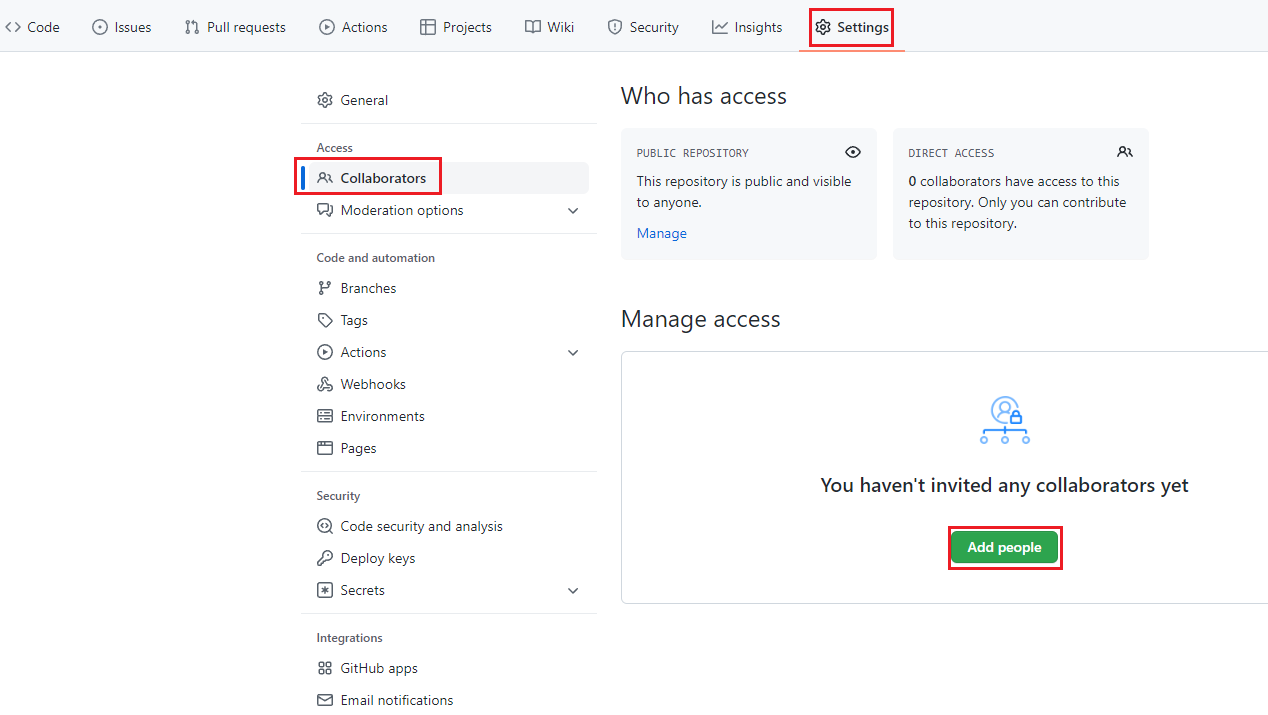 Code Issues Pull requests Actions Projects Wiki Security Insights Settings
General
Access
Collaborators
Moderation options
Code and automation
Branches
Tags
Actions
Webhooks
Environments
Pages
Security
Code security and analysis
Deploy keys
Secrets
Integrations
GitHub apps
Email notifications
Who has access
PUBLIC REPOSITORY
This repository is public and visible
to anyone.
Manage
DIRECT ACCESS
0 collaborators have access to this
repository. Only you can contribute
to this repository.
Manage access
You haven't invited any collaborators yet
Add people